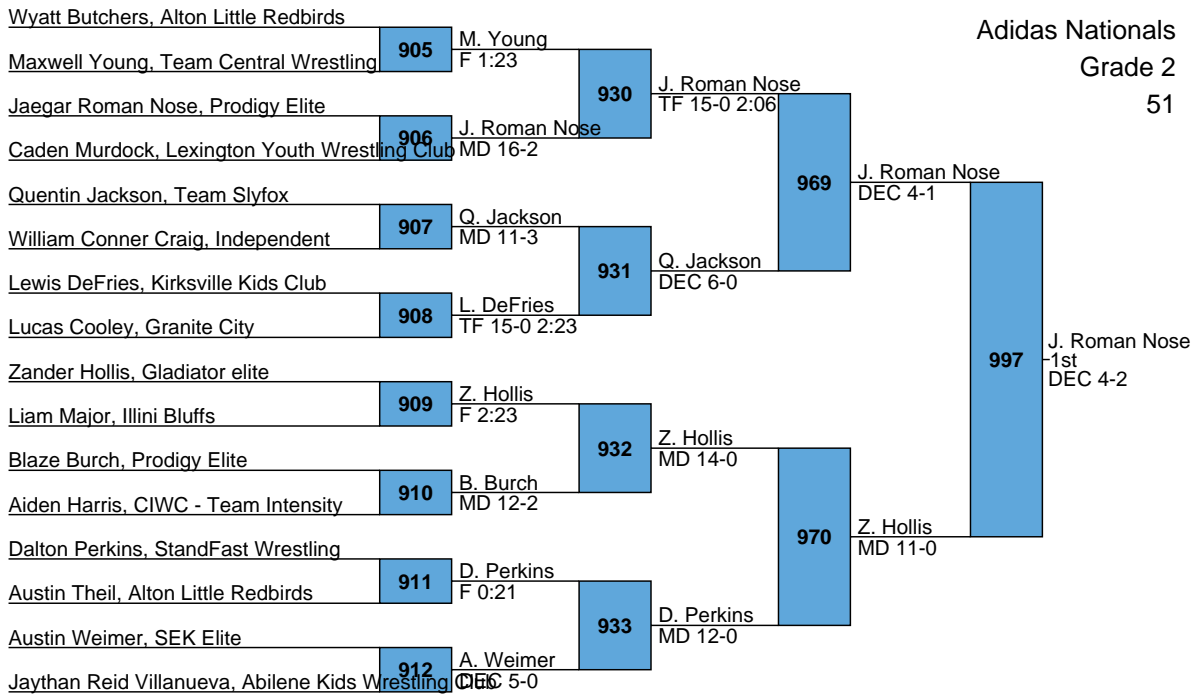 Adidas Nationals
Grade 2
51
Wyatt Butchers, Alton Little Redbirds
Maxwell Young, Team Central Wrestling
Jaegar Roman Nose, Prodigy Elite
Caden Murdock, Lexington Youth Wrestling Club
Quentin Jackson, Team Slyfox
William Conner Craig, Independent
Lewis DeFries, Kirksville Kids Club
Lucas Cooley, Granite City
Zander Hollis, Gladiator elite
Liam Major, Illini Bluffs
Blaze Burch, Prodigy Elite
Aiden Harris, CIWC - Team Intensity
Dalton Perkins, StandFast Wrestling
Austin Theil, Alton Little Redbirds
Austin Weimer, SEK Elite
Jaythan Reid Villanueva, Abilene Kids Wrestling Club
905
M. Young
F 1:23
906
J. Roman Nose
MD 16-2
907
Q. Jackson
MD 11-3
908
L. DeFries
TF 15-0 2:23
909
Z. Hollis
F 2:23
910
B. Burch
MD 12-2
911
D. Perkins
F 0:21
912
A. Weimer
DEC 5-0
930
J. Roman Nose
TF 15-0 2:06
931
Q. Jackson
DEC 6-0
932
Z. Hollis
MD 14-0
933
D. Perkins
MD 12-0
969
J. Roman Nose
DEC 4-1
970
Z. Hollis
MD 11-0
997
J. Roman Nose
1st
DEC 4-2